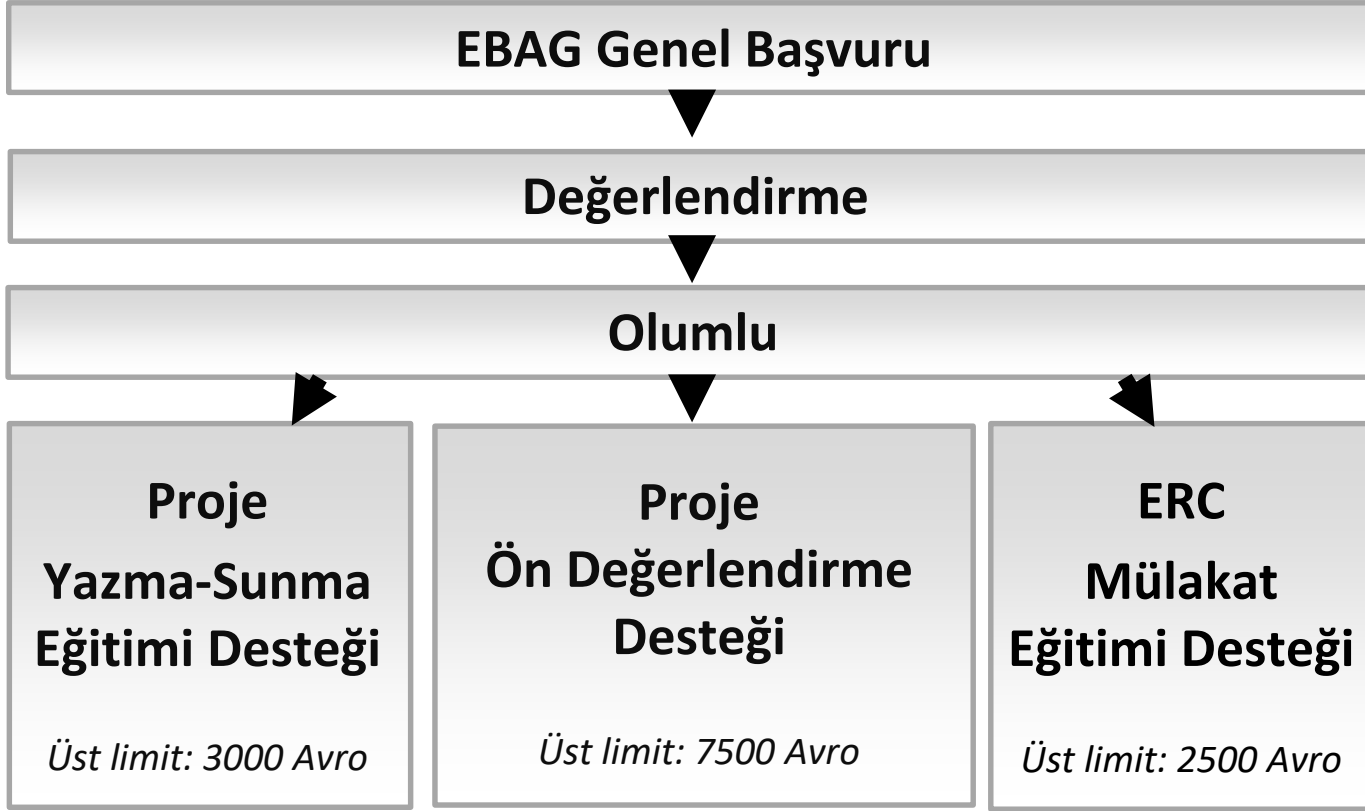 EBAG Genel Başvuru
Değerlendirme
Olumlu
Proje
Yazma-Sunma
Eğitimi Desteği
Üst limit: 3000 Avro
Proje
Ön Değerlendirme
Desteği
Üst limit: 7500 Avro
ERC
Mülakat
Eğitimi Desteği
Üst limit: 2500 Avro